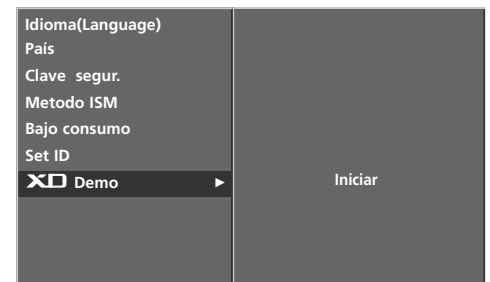 Idioma(Language)
País
Clave segur.
Metodo ISM
Bajo consumo
Set ID
XD Demo ► Iniciar